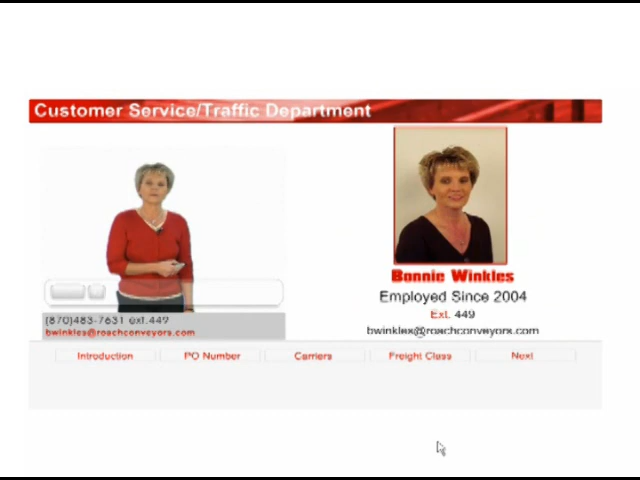 Customer Service/Traffic Department
Bonnie Winkles
Employed Since 2004
Ext. 449
bwinkles@roachconveyors.com
(870)483-7631 ext.449
bwinkles@roachconveyors.com
Introduction
PO Number
Carriers
Freight Class
Next